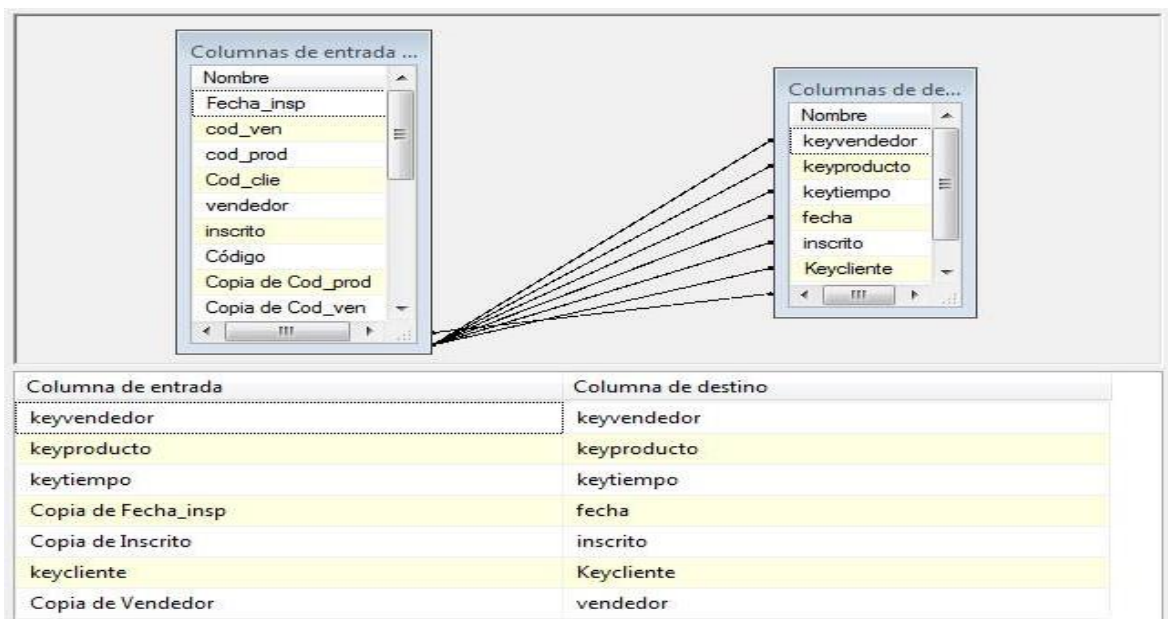 Columnas de entrada ...
Nombre
Fecha_insp
cod_ven
cod_prod
Cod_clie
vendedor
inscrito
Código
Copia de Cod_prod
Copia de Cod_ven
Columnas de de...
Nombre
keyvendedor
keyproducto
keytiempo
fecha
inscrito
Keycliente
Columna de entrada Columna de destino
keyvendedor keyvendedor
keyproducto keyproducto
keytiempo keytiempo
Copia de Fecha_insp fecha
Copia de Inscrito inscrito
keycliente Keycliente
Copia de Vendedor vendedor